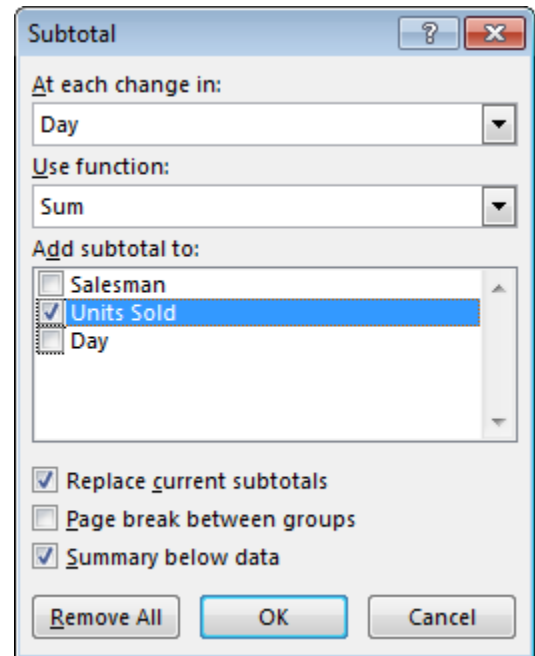 Subtotal
At each change in:
Day
Use function:
Sum
Add subtotal to:
Salesman
Units Sold
Day
Replace current subtotals
Page break between groups
Summary below data
Remove All OK Cancel